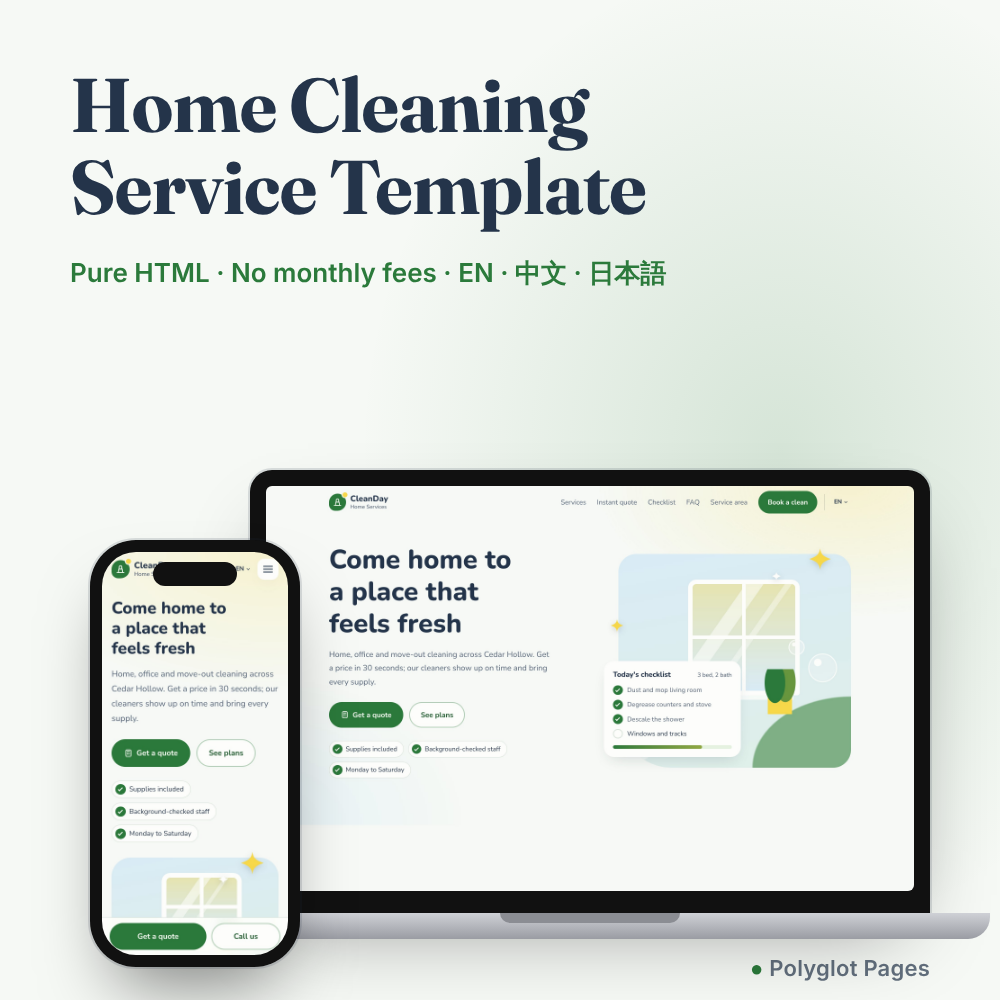 Home Cleaning
Service Template
Pure HTML · No monthly fees · EN · 中文 · 日本語
CleanDay
Home Services
Services
Instant quote
Checklist
FAQ
Service area
Book a clean
EN
Come home to
a place that
feels fresh
Home, office and move-out cleaning across Cedar Hollow. Get
a price in 30 seconds; our cleaners show up on time and bring
every supply.
Get a quote
See plans
Supplies included
Background-checked staff
Monday to Saturday
Today's checklist
3 bed, 2 bath
Dust and mop living room
Degrease counters and stove
Descale the shower
Windows and tracks
EN
Come home to
a place that
feels fresh
Home, office and move-out cleaning across
Cedar Hollow. Get a price in 30 seconds; our
cleaners show up on time and bring every
supply.
Get a quote
See plans
Supplies included
Background-checked staff
Monday to Saturday
Get a quote
Call us
Polyglot Pages